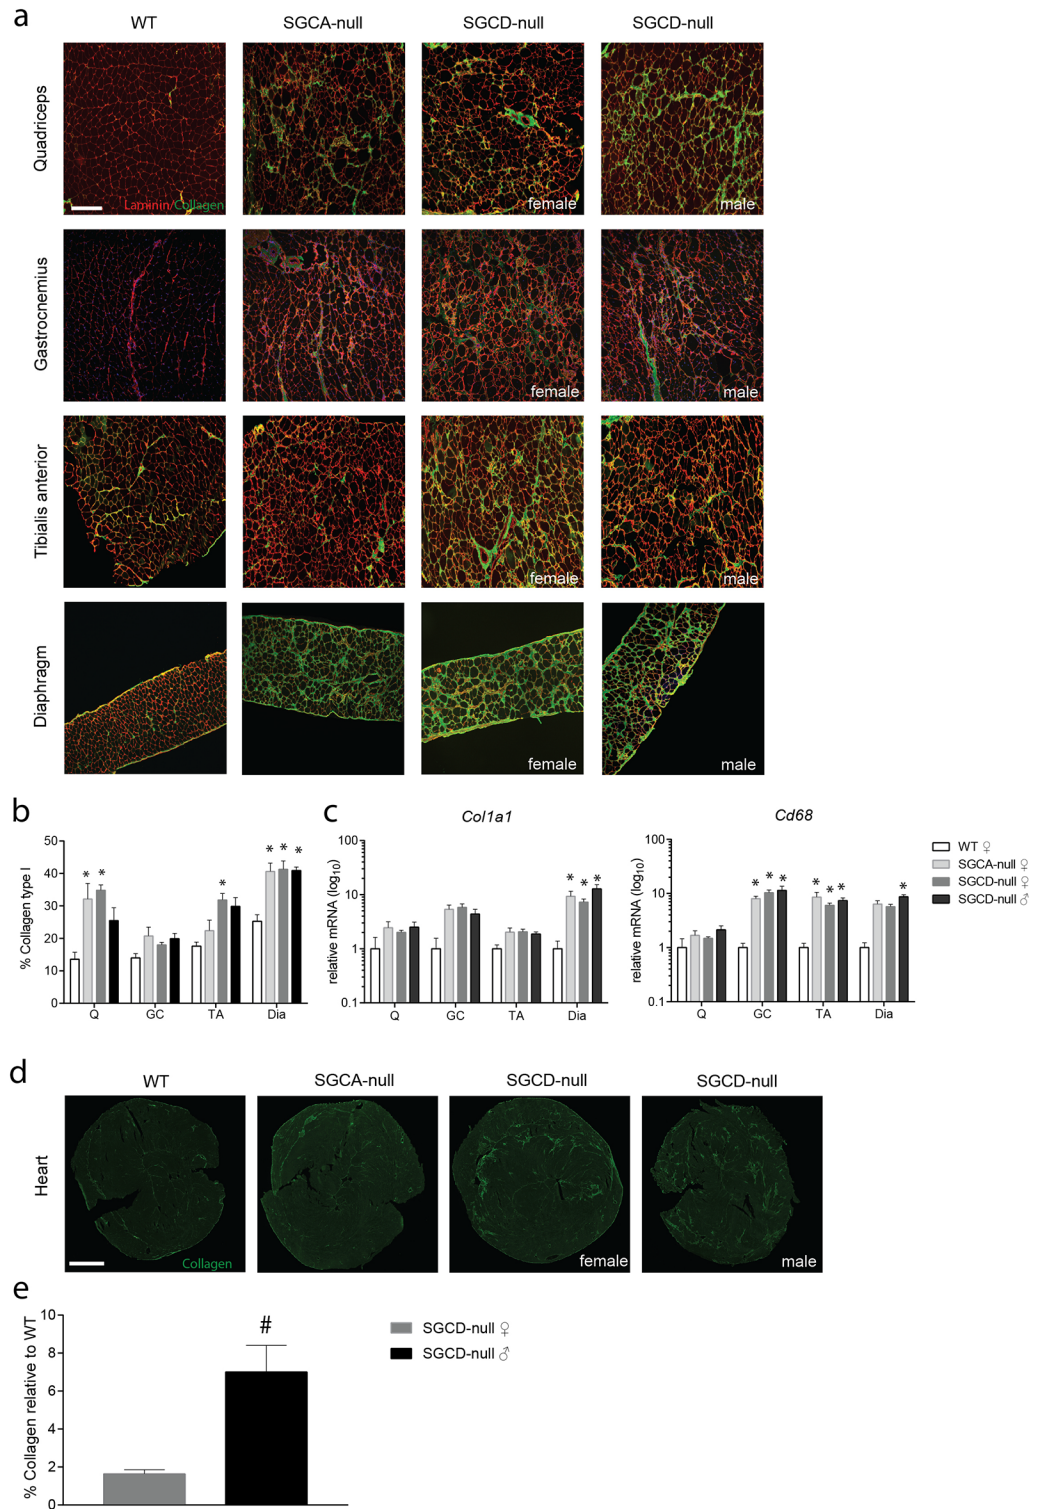 a
WT SGCA-null SGCD-null SGCD-null
Quadriceps
Laminin/Collagen
female
male
Gastrocnemius
female
male
Tibialis anterior
female
male
Diaphragm
female
male
b
% Collagen type I
50
40
30
20
10
0
* * * * * *
Q GC TA Dia
c
Col1a1
relative mRNA (log10)
100
10
1
0.1
* * *
Q GC TA Dia
Cd68
relative mRNA (log10)
100
10
1
0.1
* * * * * * *
Q GC TA Dia
WT ♀
SGCA-null ♀
SGCD-null ♀
SGCD-null ♂
d
WT SGCA-null SGCD-null SGCD-null
Heart
Collagen
female
male
e
% Collagen relative to WT
10
8
6
4
2
0
#
SGCD-null ♀
SGCD-null ♂